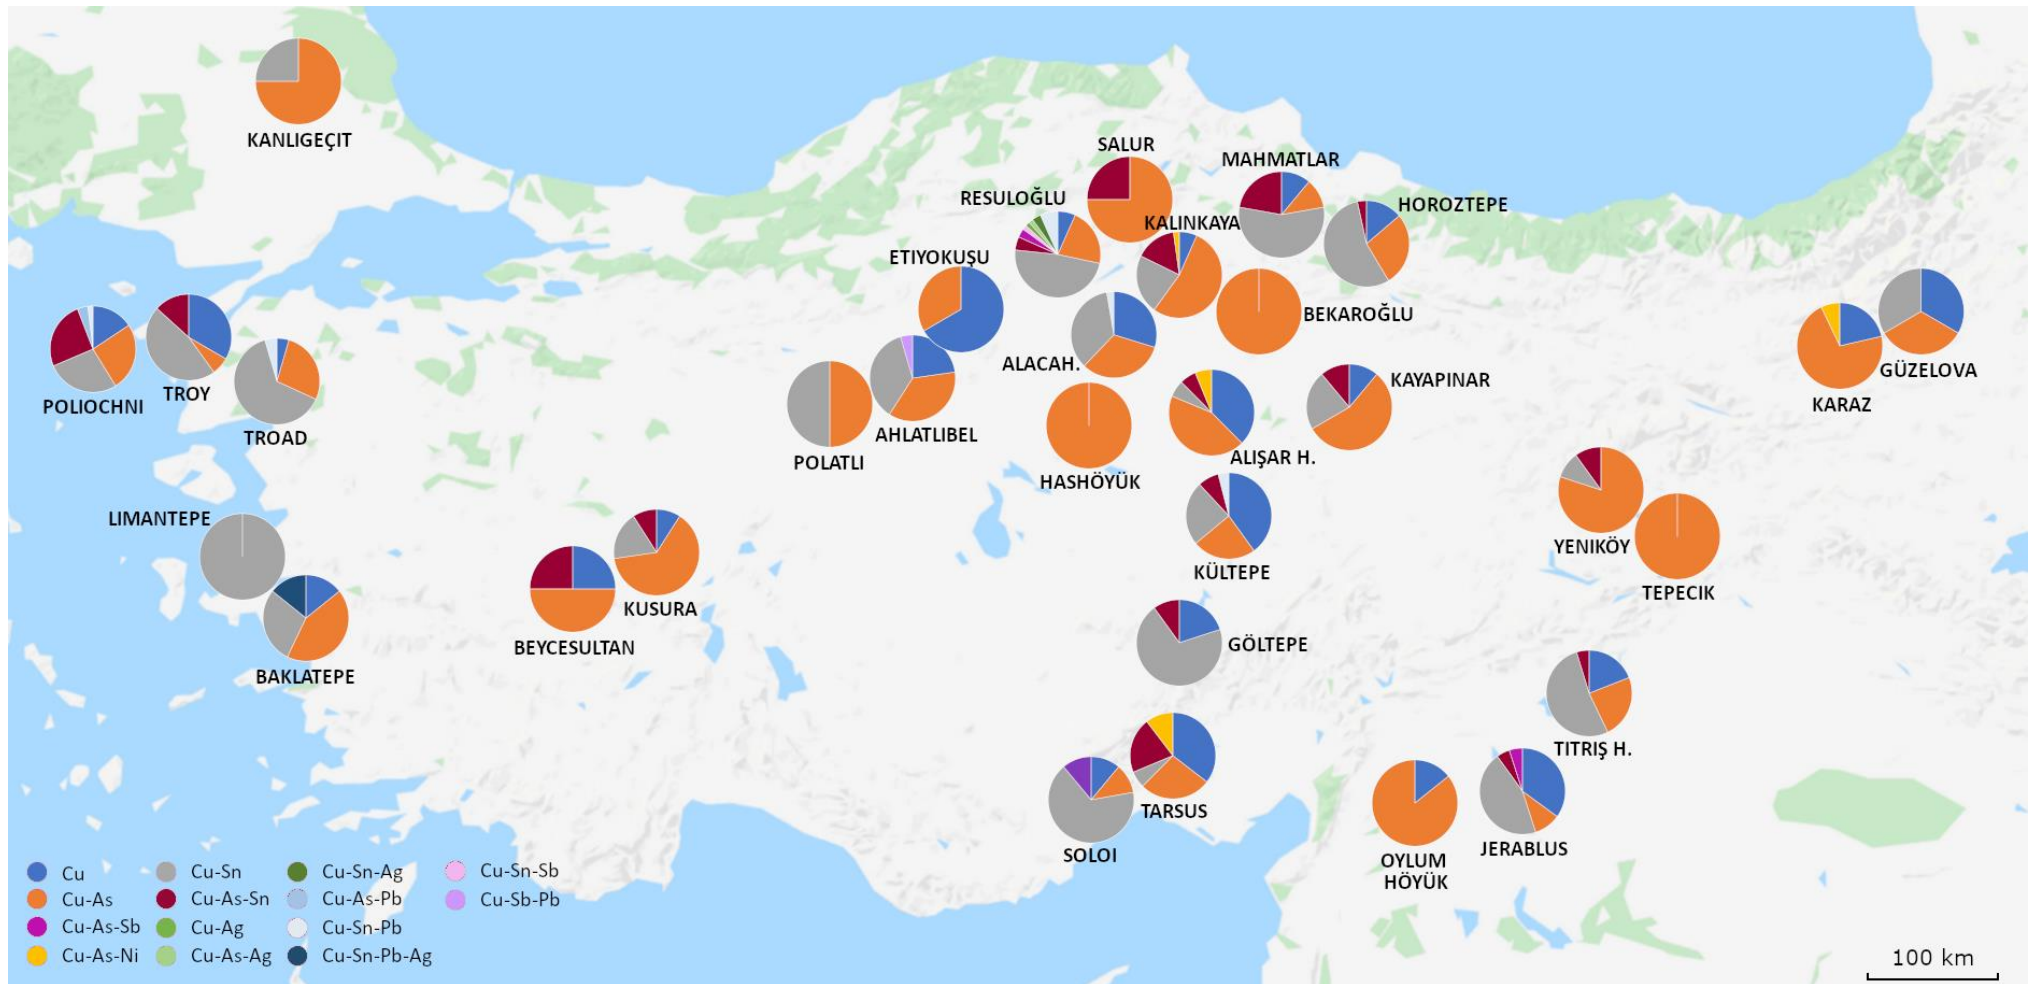 KANLIGEÇIT
SALUR
MAHMATLAR
RESULOĞLU
HOROZTEPE
KALINKAYA
ETIYOKUŞU
BEKAROĞLU
ALACAH.
GÜZELOVA
KAYAPINAR
TROY
POLIOCHNI
KARAZ
TROAD
AHLATLIBEL
ALIŞAR H.
POLATLI
HASHÖYÜK
LIMANTEPE
YENIKÖY
KÜLTEPE
TEPECIK
KUSURA
BEYCESULTAN
GÖLTEPE
BAKLATEPE
TITRIŞ H.
TARSUS
JERABLUS
SOLOI
OYLUM
HÖYÜK
Cu
Cu-As
Cu-As-Sb
Cu-As-Ni
Cu-Sn
Cu-As-Sn
Cu-Ag
Cu-As-Ag
Cu-Sn-Ag
Cu-As-Pb
Cu-Sn-Pb
Cu-Sn-Pb-Ag
Cu-Sn-Sb
Cu-Sb-Pb
100 km